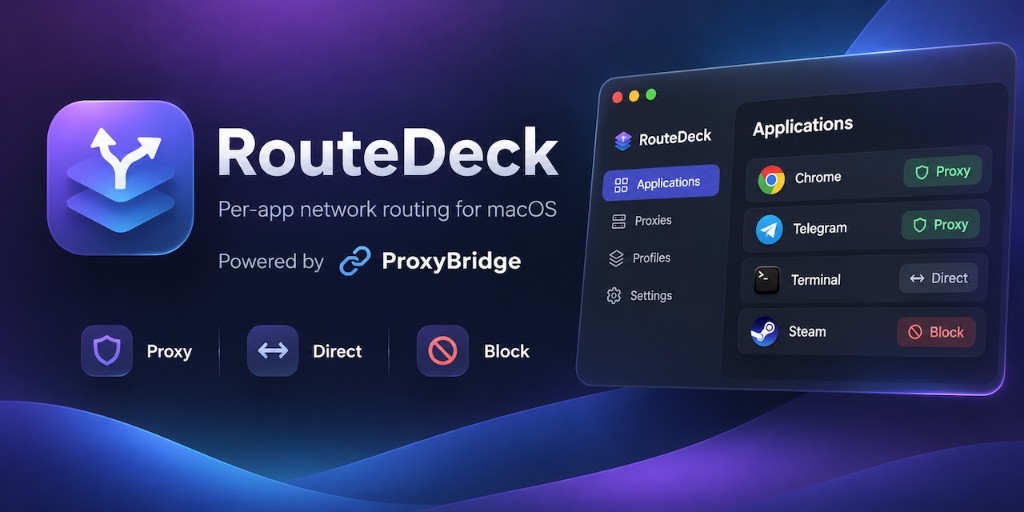 RouteDeck
Per-app network routing for macOS
Powered by ProxyBridge
Proxy
Direct
Block
RouteDeck
Applications
Proxies
Profiles
Settings
Applications
Chrome Proxy
Telegram Proxy
>_
Terminal Direct
Steam Block